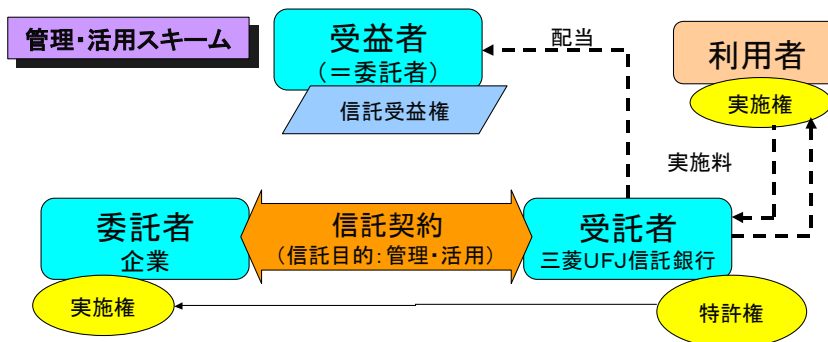 管理・活用スキーム
受益者
（＝委託者）
信託受益権
配当
利用者
実施権
実施料
委託者
企業
実施権
信託契約
（信託目的：管理・活用）
受託者
三菱ＵＦＪ信託銀行
特許権